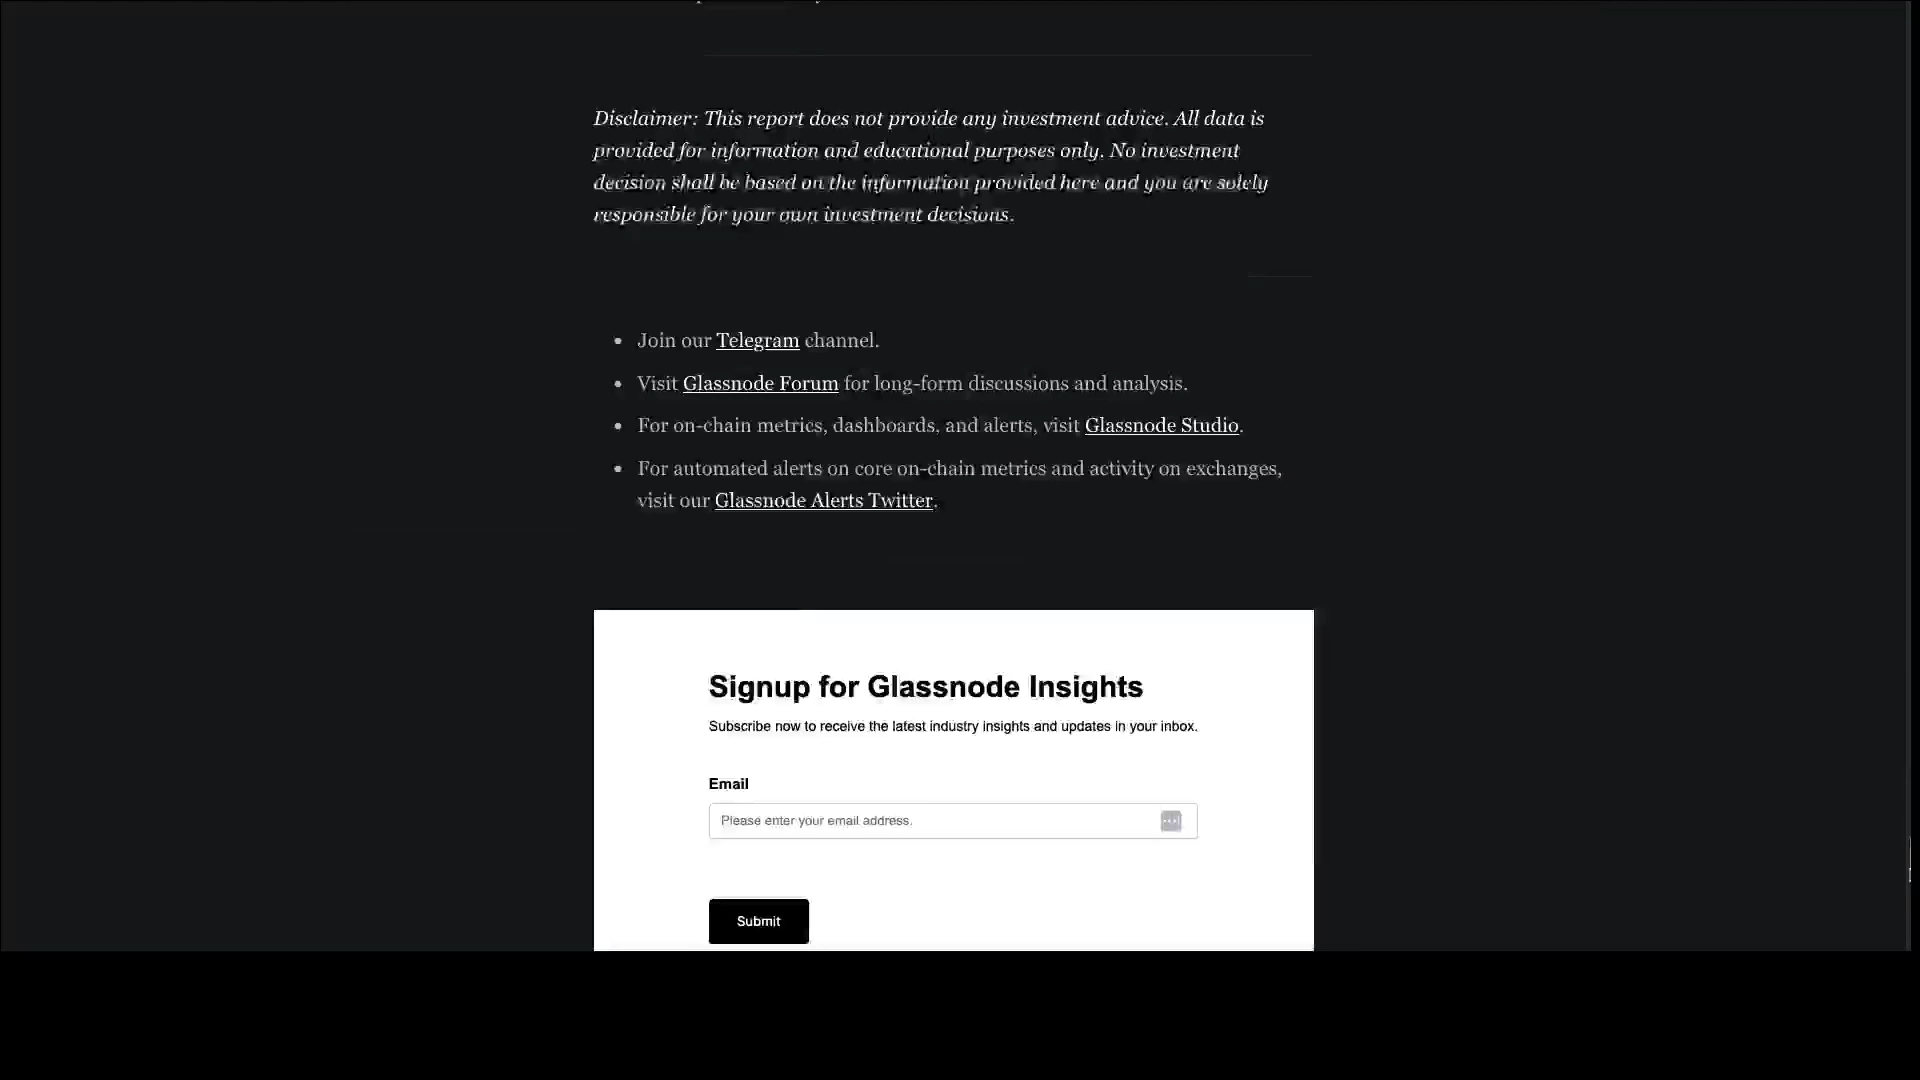 Disclaimer: This report does not provide any investment advice. All data is
provided for information and educational purposes only. No investment
decision shall be based on the information provided here and you are solely
responsible for your own investment decisions.
Join our Telegram channel.
Visit Glassnode Forum for long-form discussions and analysis.
For on-chain metrics, dashboards, and alerts, visit Glassnode Studio.
For automated alerts on core on-chain metrics and activity on exchanges,
visit our Glassnode Alerts Twitter.
Signup for Glassnode Insights
Subscribe now to receive the latest industry insights and updates in your inbox.
Email
Please enter your email address.
Submit